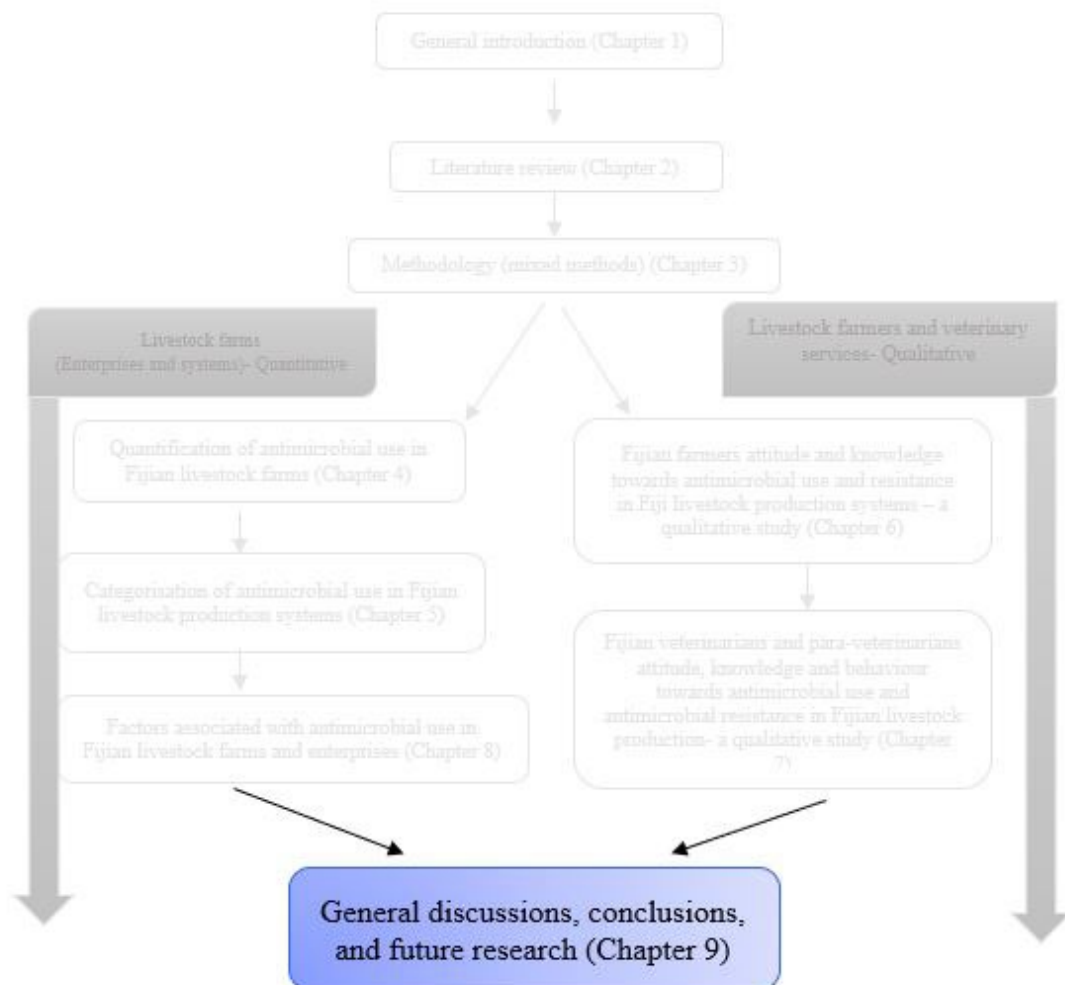 General introduction (Chapter 1)
Literature review (Chapter 2)
Methodology (mixed methods) (Chapter 3)
Livestock farms
(Enterprises and systems)- Quantitative
Livestock farmers and veterinary
services- Qualitative
Quantification of antimicrobial use in
Fijian livestock farms (Chapter 4)
Categorisation of antimicrobial use in Fijian
livestock production systems (Chapter 5)
Factors associated with antimicrobial use in
Fijian livestock farms and enterprises (Chapter 8)
Fijian farmers attitude and knowledge
towards antimicrobial use and resistance
in Fiji livestock production systems – a
qualitative study (Chapter 6)
Fijian veterinarians and para-veterinarians
attitude, knowledge and behaviour
towards antimicrobial use and
antimicrobial resistance in Fijian livestock
production- a qualitative study (Chapter
7)
General discussions, conclusions,
and future research (Chapter 9)